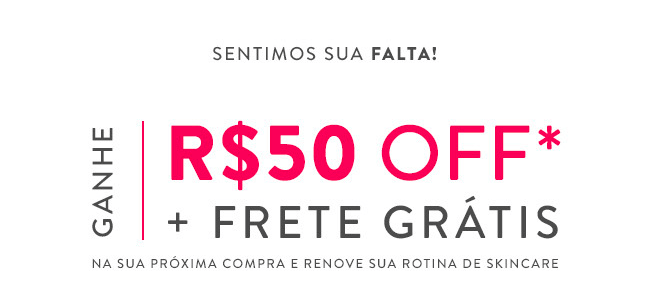 SENTIMOS SUA FALTA!
GANHE
R$50 OFF*
+ FRETE GRÁTIS
NA SUA PRÓXIMA COMPRA E RENOVE SUA ROTINA DE SKINCARE